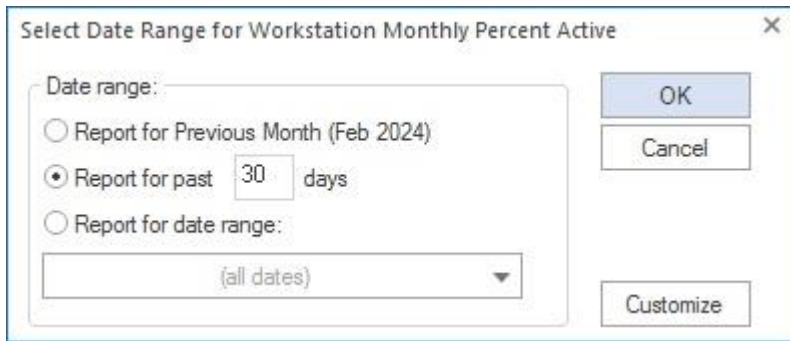 Select Date Range for Workstation Monthly Percent Active
Date range:
Report for Previous Month (Feb 2024)
Report for past 30 days
Report for date range:
(all dates)
OK
Cancel
Customize